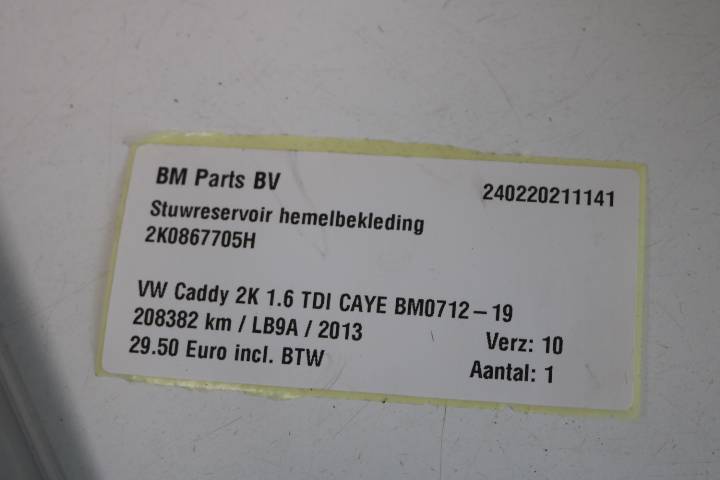 BM Parts BV 240220211141
Stuwreservoir hemelbekleding
2K0867705H
VW Caddy 2K 1.6 TDI CAYE BM0712-19
208382 km / LB9A / 2013 Verz: 10
29.50 Euro incl. BTW Aantal: 1